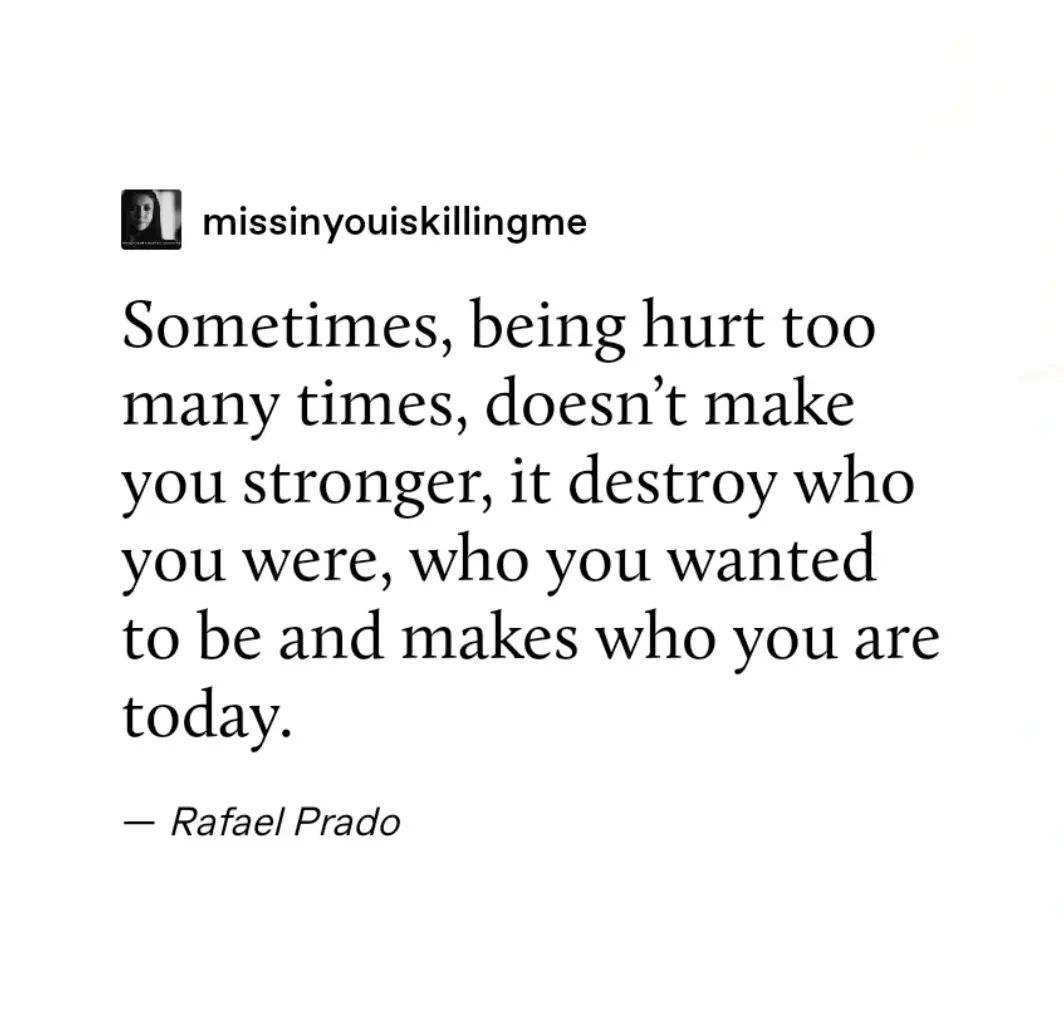 missinyouiskillingme
Sometimes, being hurt too
many times, doesn’t make
you stronger, it destroy who
you were, who you wanted
to be and makes who you are
today.
— Rafael Prado